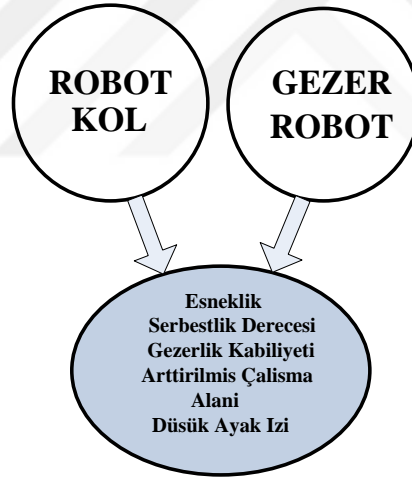 ROBOT
KOL
GEZER
ROBOT
Esneklik
Serbestlik Derecesi
Gezerlik Kabiliyeti
Arttirilmis Çalisma
Alani
Düsük Ayak Izi